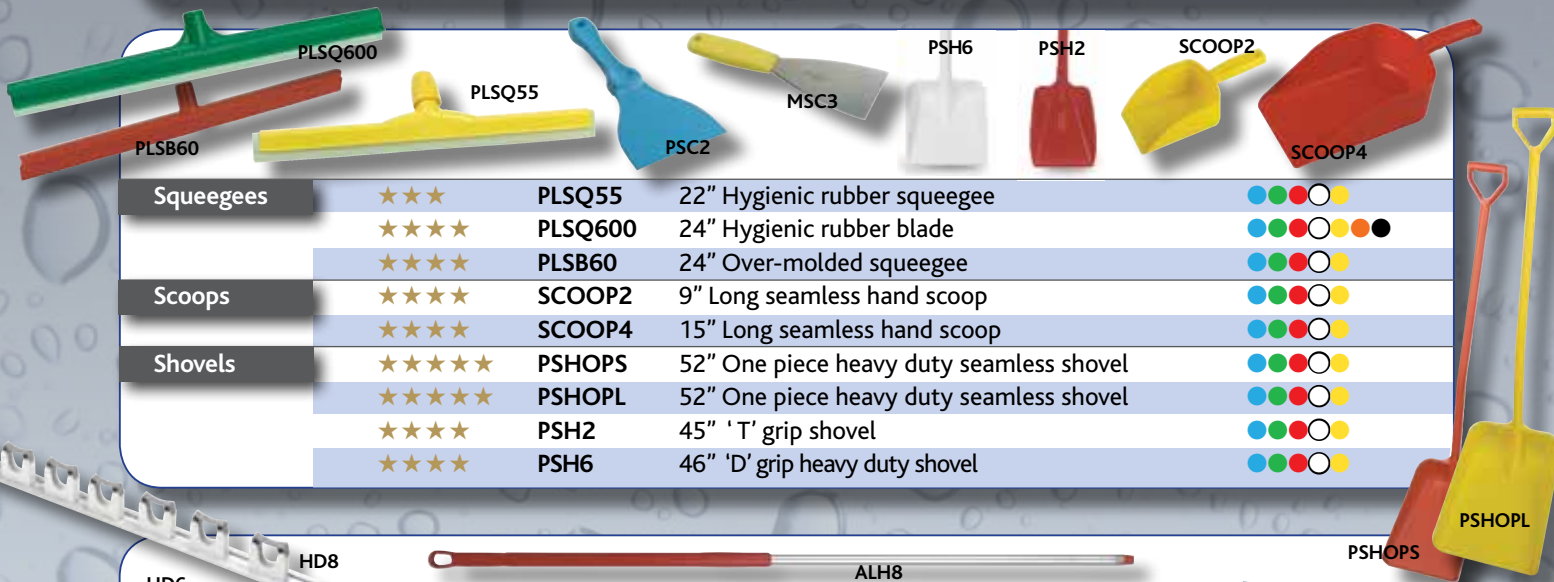 PLSQ600
PLSQ55
PLSB60
PSC2
MSC3
PSH6
PSH2
SCOOP2
SCOOP4
Squeegees ★★★ PLSQ55 22” Hygienic rubber squeegee
★★★★ PLSQ600 24” Hygienic rubber blade
★★★★ PLSB60 24” Over-molded squeegee
Scoops ★★★★ SCOOP2 9” Long seamless hand scoop
★★★★ SCOOP4 15” Long seamless hand scoop
Shovels ★★★★★ PSHOPS 52” One piece heavy duty seamless shovel
★★★★★ PSHOPL 52” One piece heavy duty seamless shovel
★★★★ PSH2 45” ‘ T’ grip shovel
★★★★ PSH6 46” ‘D’ grip heavy duty shovel
PSHOPL
PSHOPS
HD8
ALH8